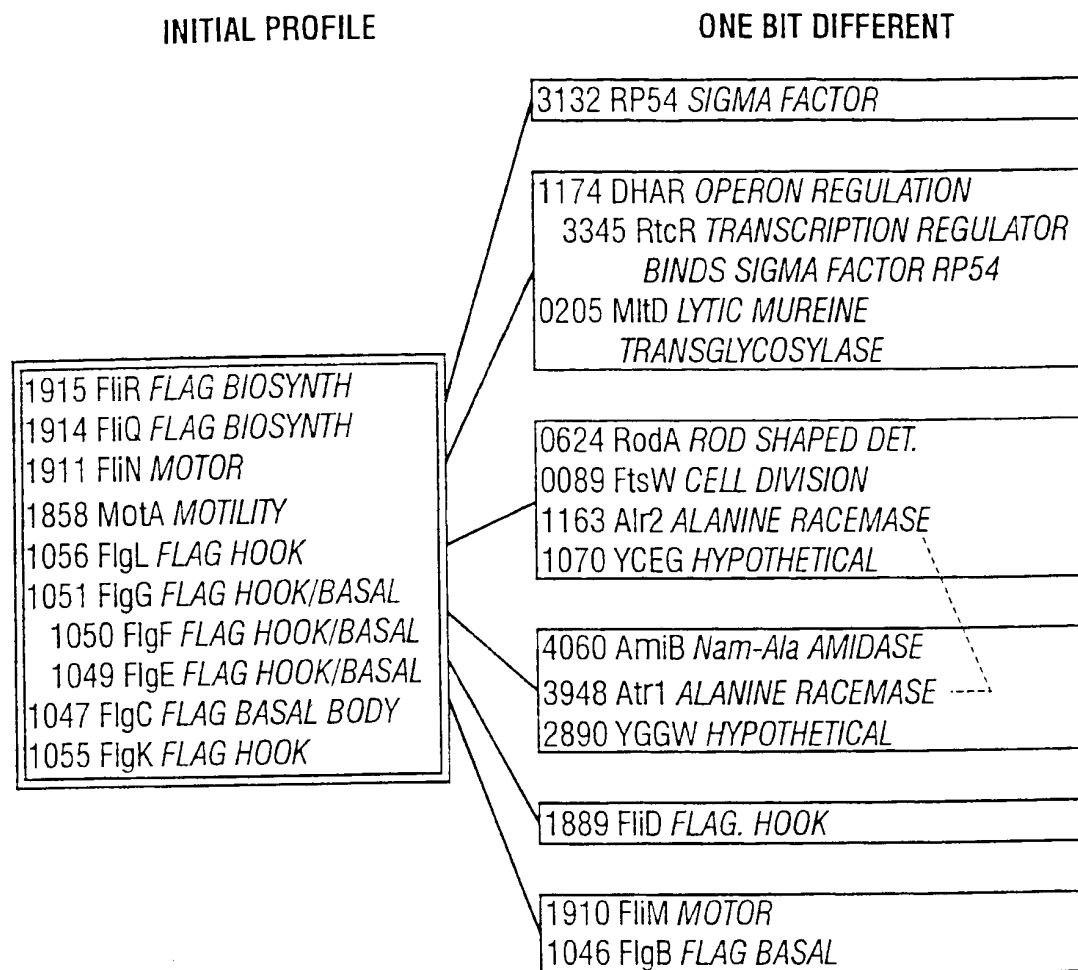 INITIAL PROFILE
ONE BIT DIFFERENT
1915 FliR FLAG BIOSYNTH
1914 FliQ FLAG BIOSYNTH
1911 FliN MOTOR
1858 MotA MOTILITY
1056 FlgL FLAG HOOK
1051 FlgG FLAG HOOK/BASAL
1050 FlgF FLAG HOOK/BASAL
1049 FlgE FLAG HOOK/BASAL
1047 FlgC FLAG BASAL BODY
1055 FlgK FLAG HOOK
3132 RP54 SIGMA FACTOR
1174 DHAR OPERON REGULATION
3345 RtcR TRANSCRIPTION REGULATOR
BINDS SIGMA FACTOR RP54
0205 MltD LYTIC MUREINE
TRANSGLYCOSYLASE
0624 RodA ROD SHAPED DET.
0089 FtsW CELL DIVISION
1163 Alr2 ALANINE RACEMASE
1070 YCEG HYPOTHETICAL
4060 AmiB Nam-Ala AMIDASE
3948 Atr1 ALANINE RACEMASE
2890 YGGW HYPOTHETICAL
1889 FliD FLAG. HOOK
1910 FliM MOTOR
1046 FlgB FLAG BASAL